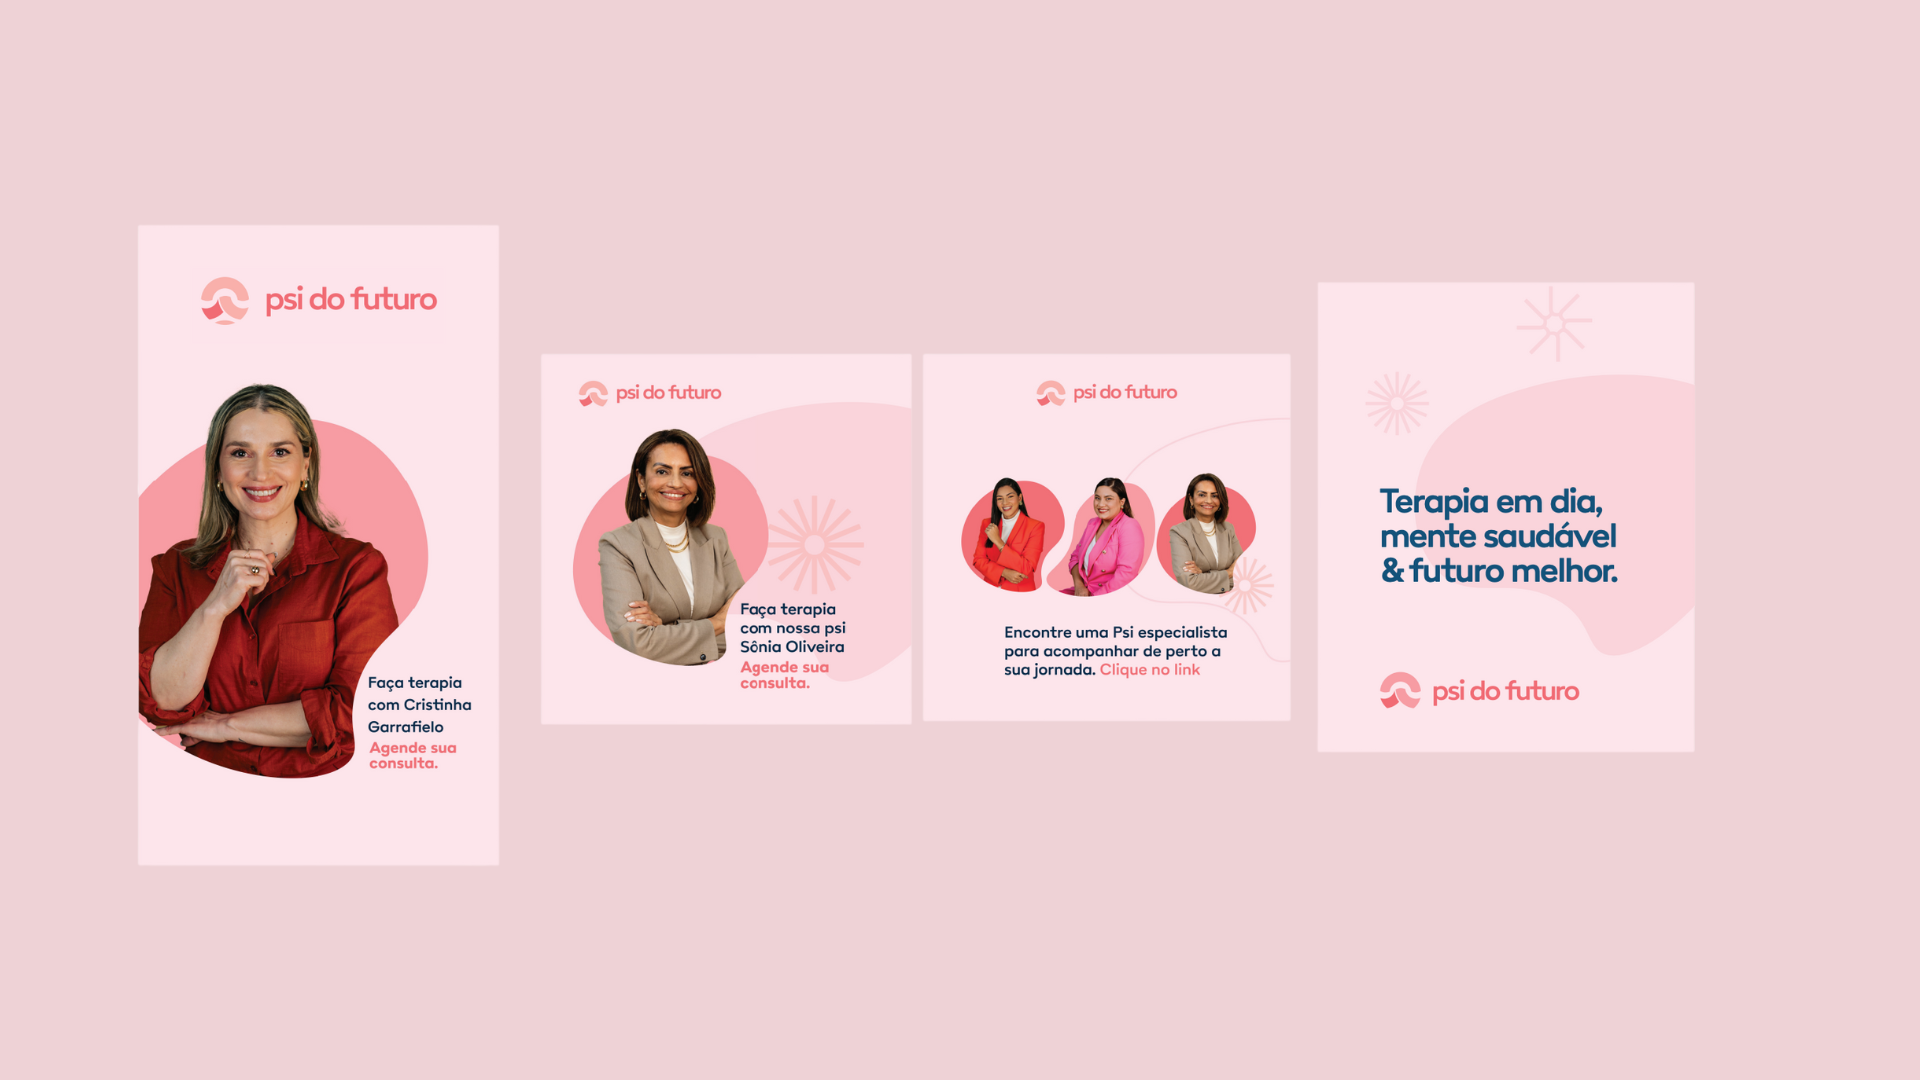 psi do futuro
Faça terapia
com Cristinha
Garrafielo
Agende sua
consulta.
psi do futuro
Faça terapia
com nossa psi
Sônia Oliveira
Agende sua
consulta.
psi do futuro
Encontre uma Psi especialista
para acompanhar de perto a
sua jornada. Clique no link
Terapia em dia,
mente saudável
& futuro melhor.
psi do futuro